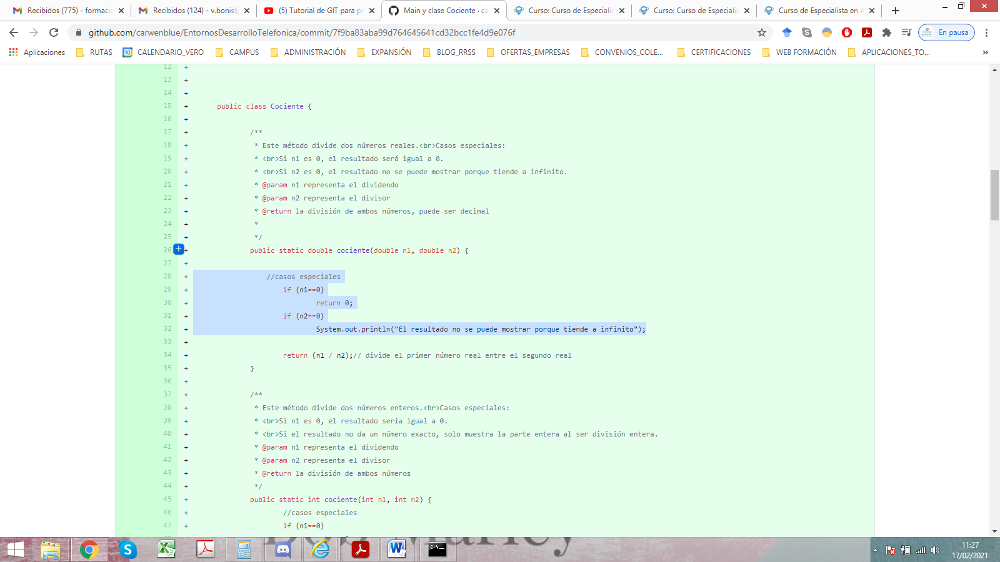 Recibidos (775) - formacio
Recibidos (124) - v.bonis@
(5) Tutorial de GIT para pr
Main y clase Cociente · ca
Curso: Curso de Especialis
Curso: Curso de Especialis
Curso de Especialista en A
github.com/carwenblue/EntornosDesarrolloTelefonica/commit/7f9ba83aba99d764645641cd32bcc1fe4d9e076f
En pausa
Aplicaciones
RUTAS
CALENDARIO_VERO
CAMPUS
ADMINISTRACIÓN
EXPANSIÓN
BLOG_RRSS
OFERTAS_EMPRESAS
CONVENIOS_COLE...
CERTIFICACIONES
WEB FORMACIÓN
APLICACIONES_TO...
»
12 +
13 +
14 +
15 + public class Cociente {
16 +
17 + /**
18 + * Este método divide dos números reales.<br>Casos especiales:
19 + * <br>Si n1 es 0, el resultado será igual a 0.
20 + * <br>Si n2 es 0, el resultado no se puede mostrar porque tiende a infinito.
21 + * @param n1 representa el dividendo
22 + * @param n2 representa el divisor
23 + * @return la división de ambos números, puede ser decimal
24 + *
25 + */
26 + public static double cociente(double n1, double n2) {
27 +
28 + //casos especiales
29 + if (n1==0)
30 + return 0;
31 + if (n2==0)
32 + System.out.println("El resultado no se puede mostrar porque tiende a infinito");
33 +
34 + return (n1 / n2);// divide el primer número real entre el segundo real
35 + }
36 +
37 + /**
38 + * Este método divide dos números enteros.<br>Casos especiales:
39 + * <br>Si n1 es 0, el resultado sería igual a 0.
40 + * <br>Si el resultado no da un número exacto, solo muestra la parte entera al ser división entera.
41 + * @param n1 representa el dividendo
42 + * @param n2 representa el divisor
43 + * @return la división de ambos números
44 + */
45 + public static int cociente(int n1, int n2) {
46 + //casos especiales
47 + if (n1==0)
Bob Marley
11:27
17/02/2021